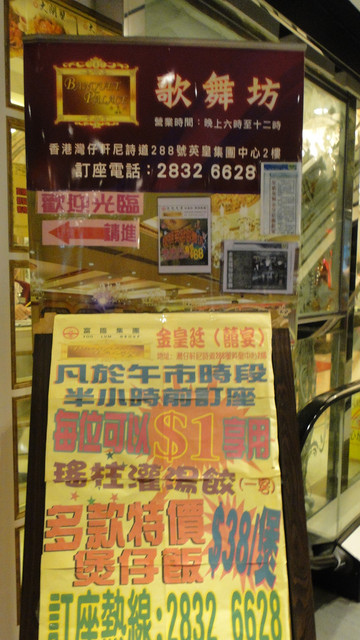 歌舞坊
營業時間：晚上六時至十二時
香港灣仔軒尼詩道288號英皇集團中心2樓
訂座電話：2832 6628
歡迎光臨
請進
金皇廷（囍宴）
凡於午市時段
半小時前訂座
每位可以$1享用
瑤柱灌湯餃（一客）
多款特價
煲仔飯
$38/煲
訂座熱線：2832 6628